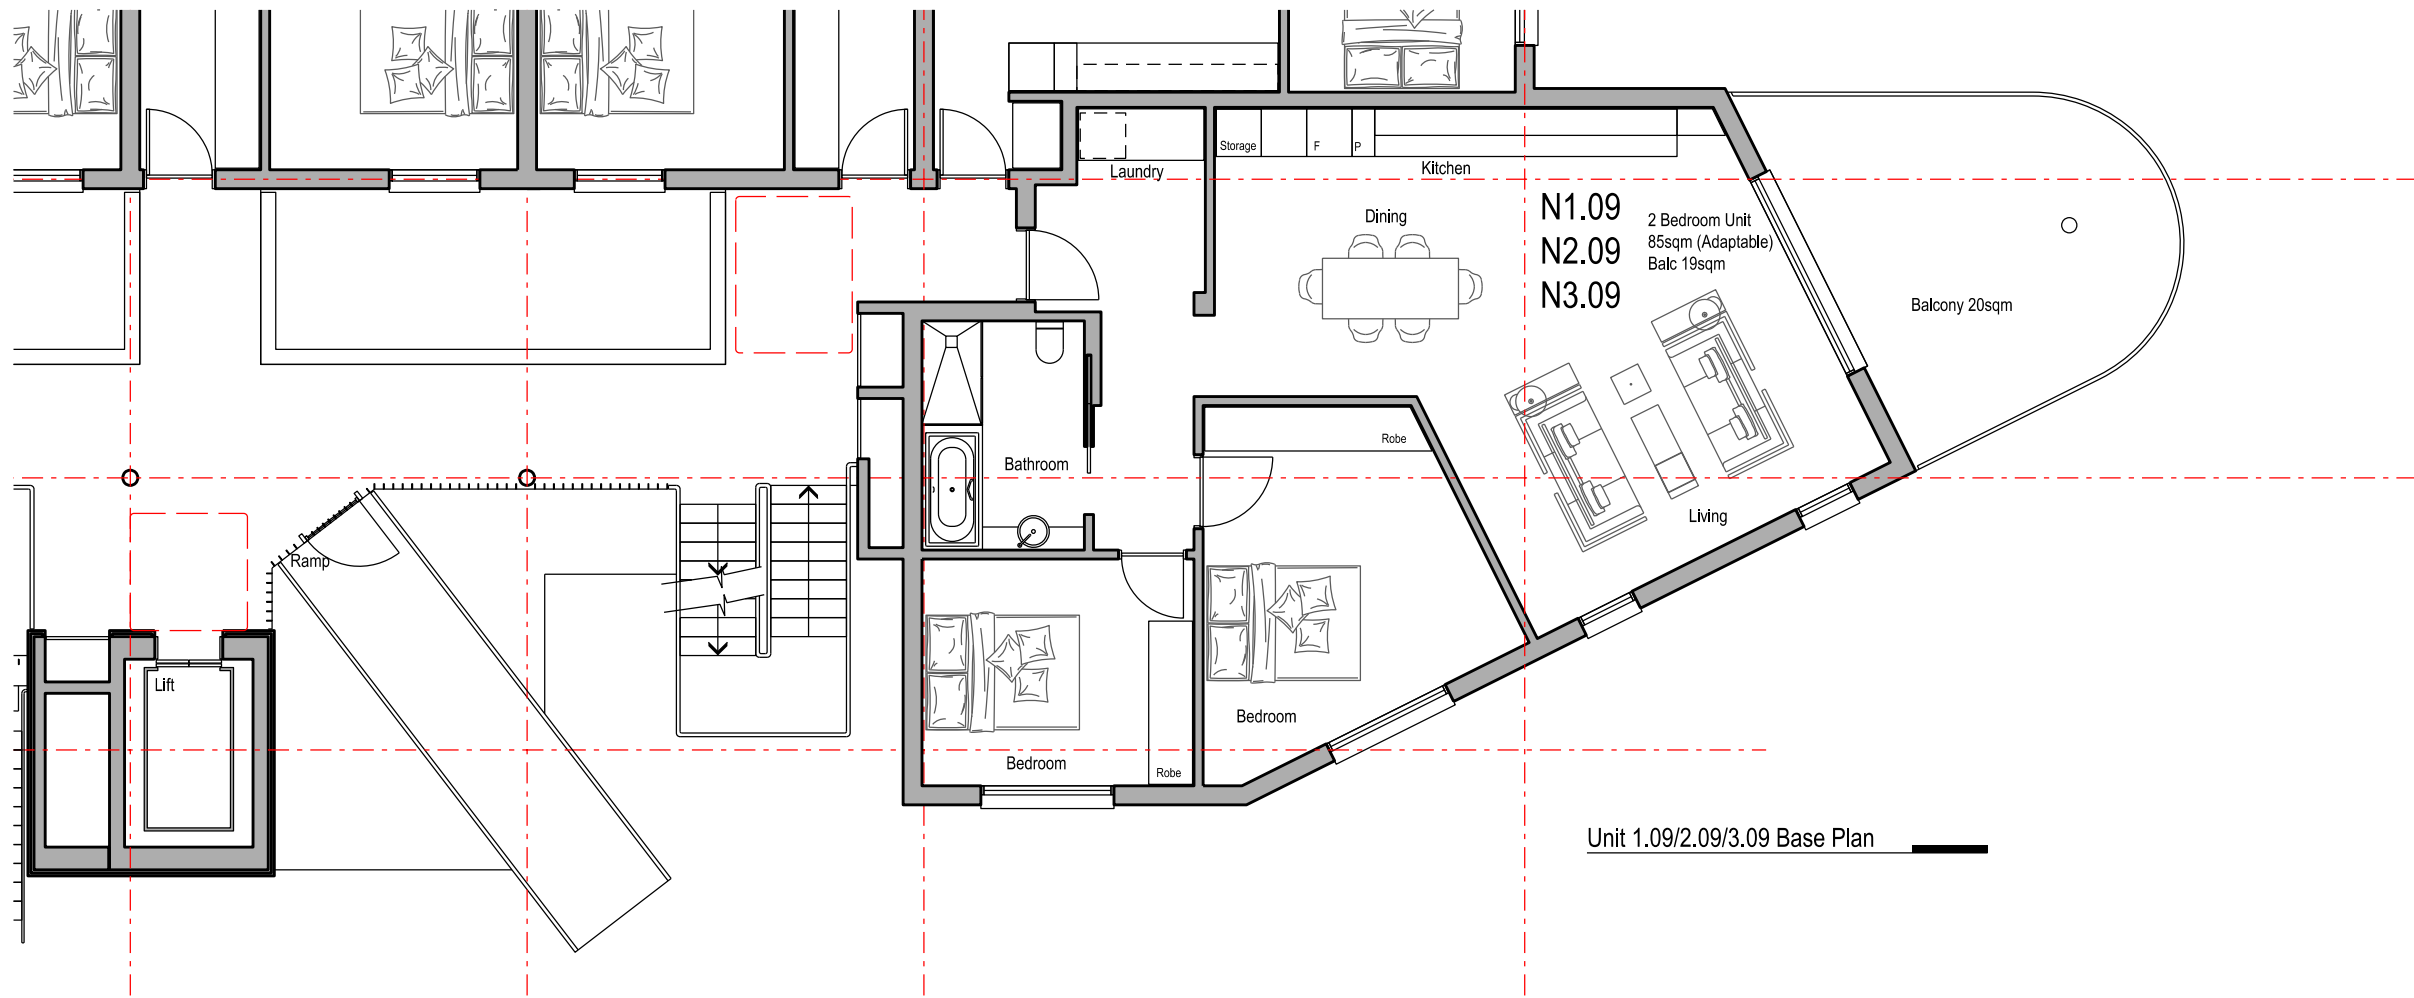 Storage
F
P
Laundry
Kitchen
Dining
N1.09
N2.09
N3.09
2 Bedroom Unit
85sqm (Adaptable)
Balc 19sqm
Balcony 20sqm
Robe
Bathroom
Living
Ramp
Lift
Bedroom
Bedroom
Robe
Unit 1.09/2.09/3.09 Base Plan